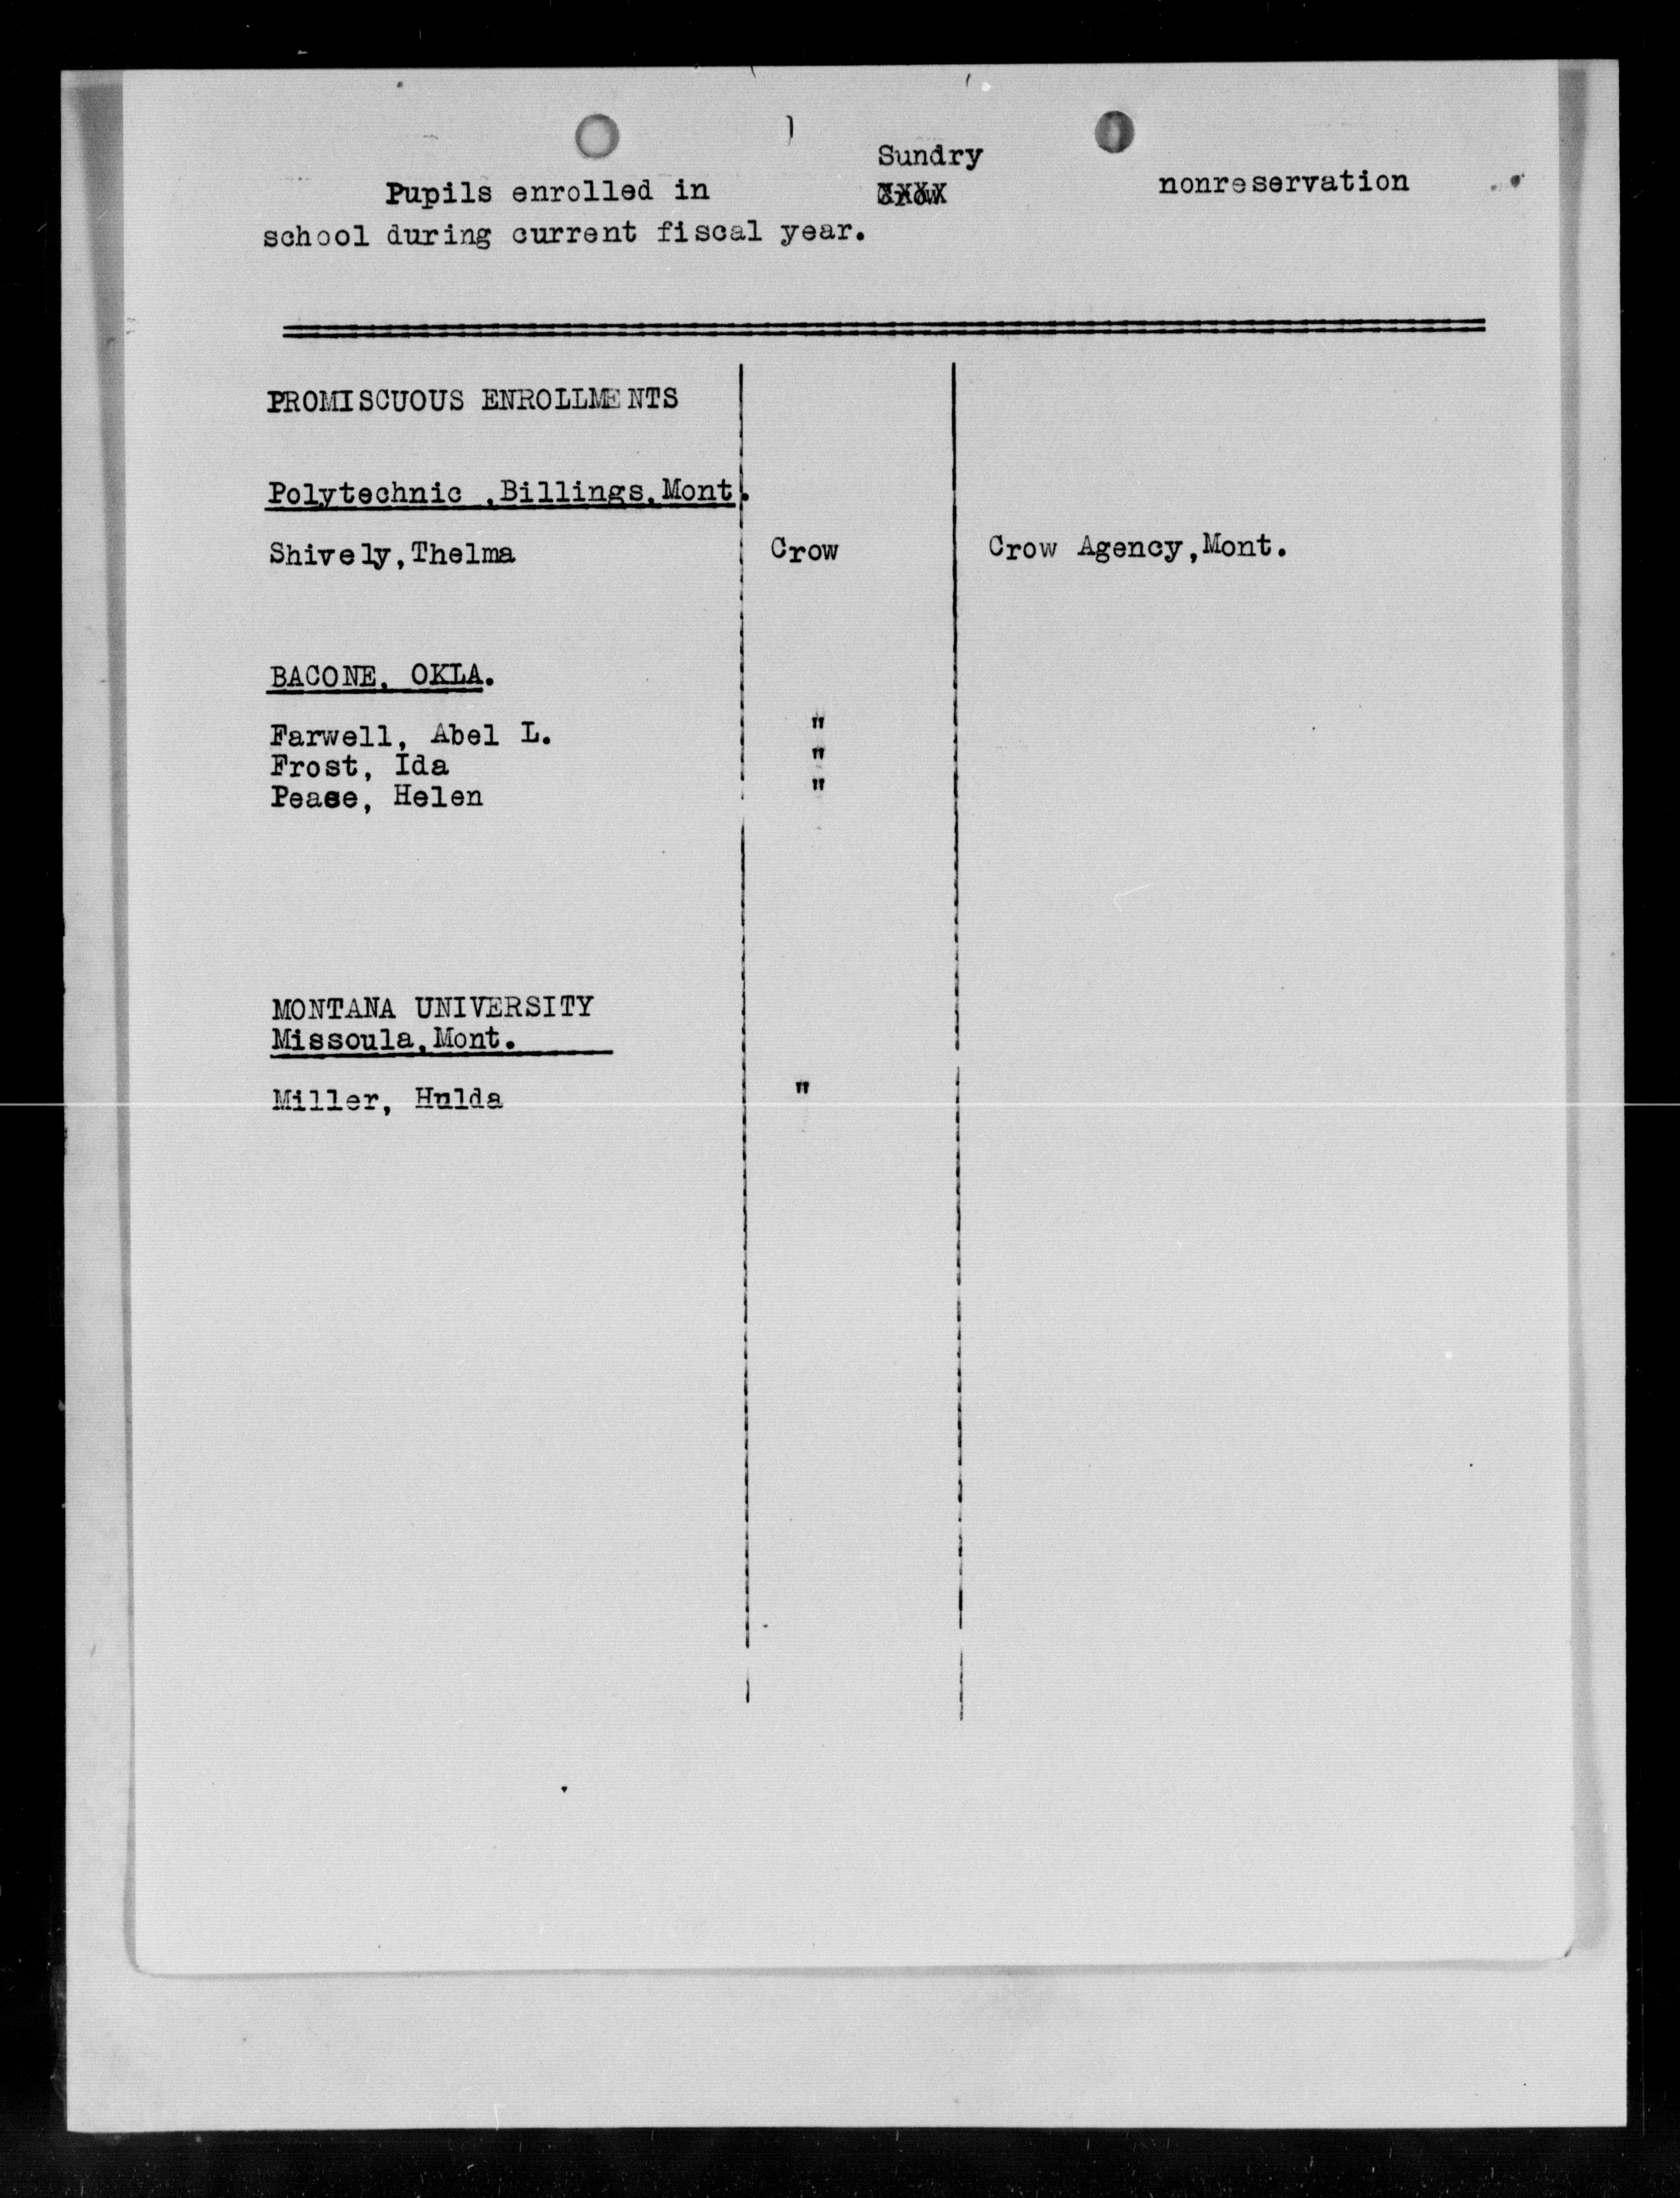 Sundry
Pupils enrolled in Crow nonreservation
school during current fiscal year.
PROMISCUOUS ENROLLMENTS
Polytechnic ,Billings,Mont.
Shively,Thelma Crow Crow Agency,Mont.
BACONE, OKLA.
Farwell, Abel L. "
Frost, Ida "
Pease, Helen "
MONTANA UNIVERSITY
Missoula,Mont.
Miller, Hulda "